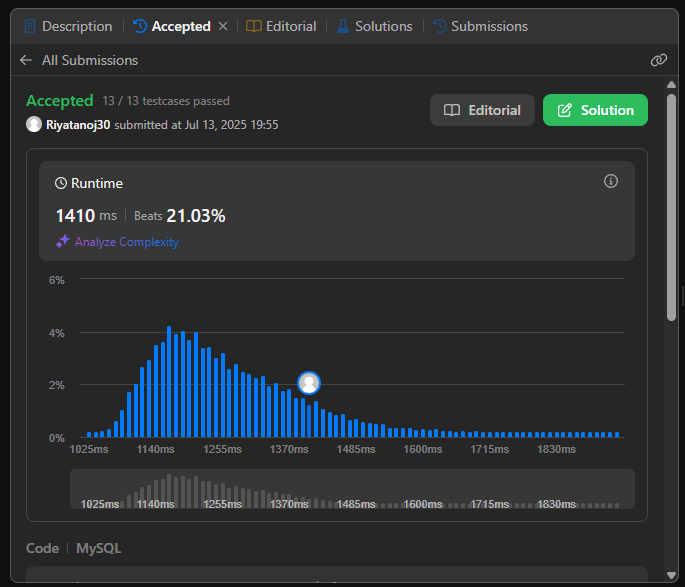 Description Accepted Editorial Solutions Submissions
All Submissions
Accepted 13 / 13 testcases passed
Riyatanoj30 submitted at Jul 13, 2025 19:55
Editorial Solution
Runtime
1410 ms Beats 21.03%
Analyze Complexity
6%
4%
2%
0%
1025ms 1140ms 1255ms 1370ms 1485ms 1600ms 1715ms 1830ms
1025ms 1140ms 1255ms 1370ms 1485ms 1600ms 1715ms 1830ms
Code MySQL